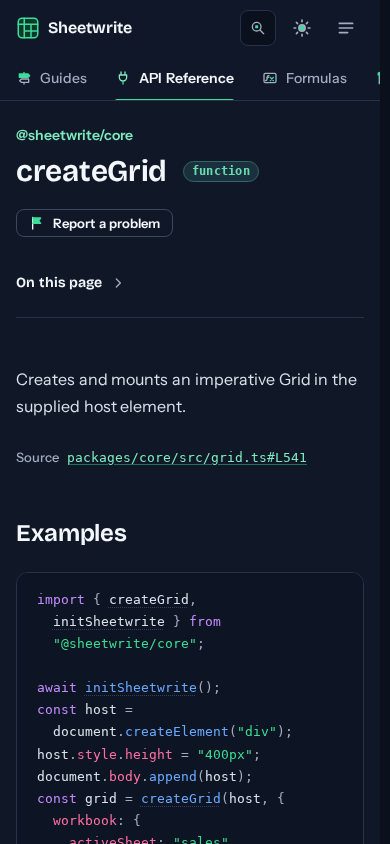 Sheetwrite
Guides
API Reference
Formulas
@sheetwrite/core
createGrid
function
Report a problem
On this page
Creates and mounts an imperative Grid in the
supplied host element.
Source packages/core/src/grid.ts#L541
Examples
import { createGrid,
  initSheetwrite } from
  "@sheetwrite/core";
await initSheetwrite();
const host =
  document.createElement("div");
host.style.height = "400px";
document.body.append(host);
const grid = createGrid(host, {
  workbook: {
    activeSheet: "sales"